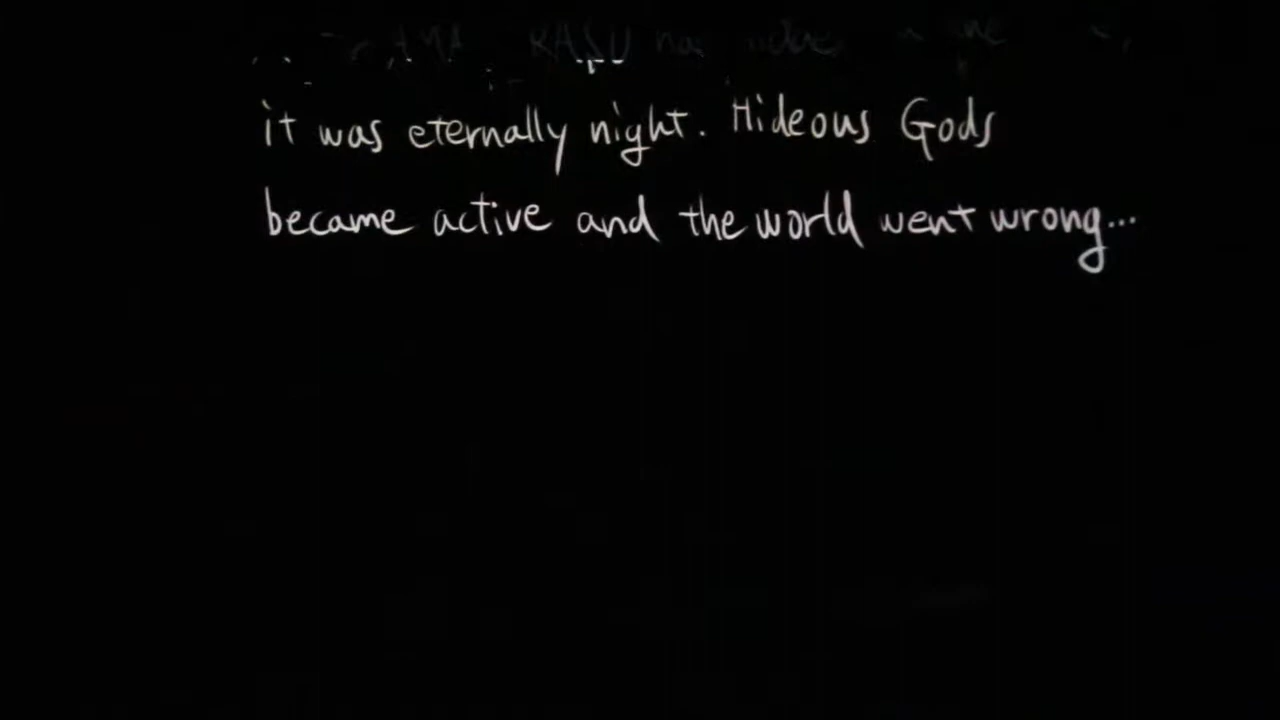 it was eternally night. Hideous Gods
became active and the world went wrong...